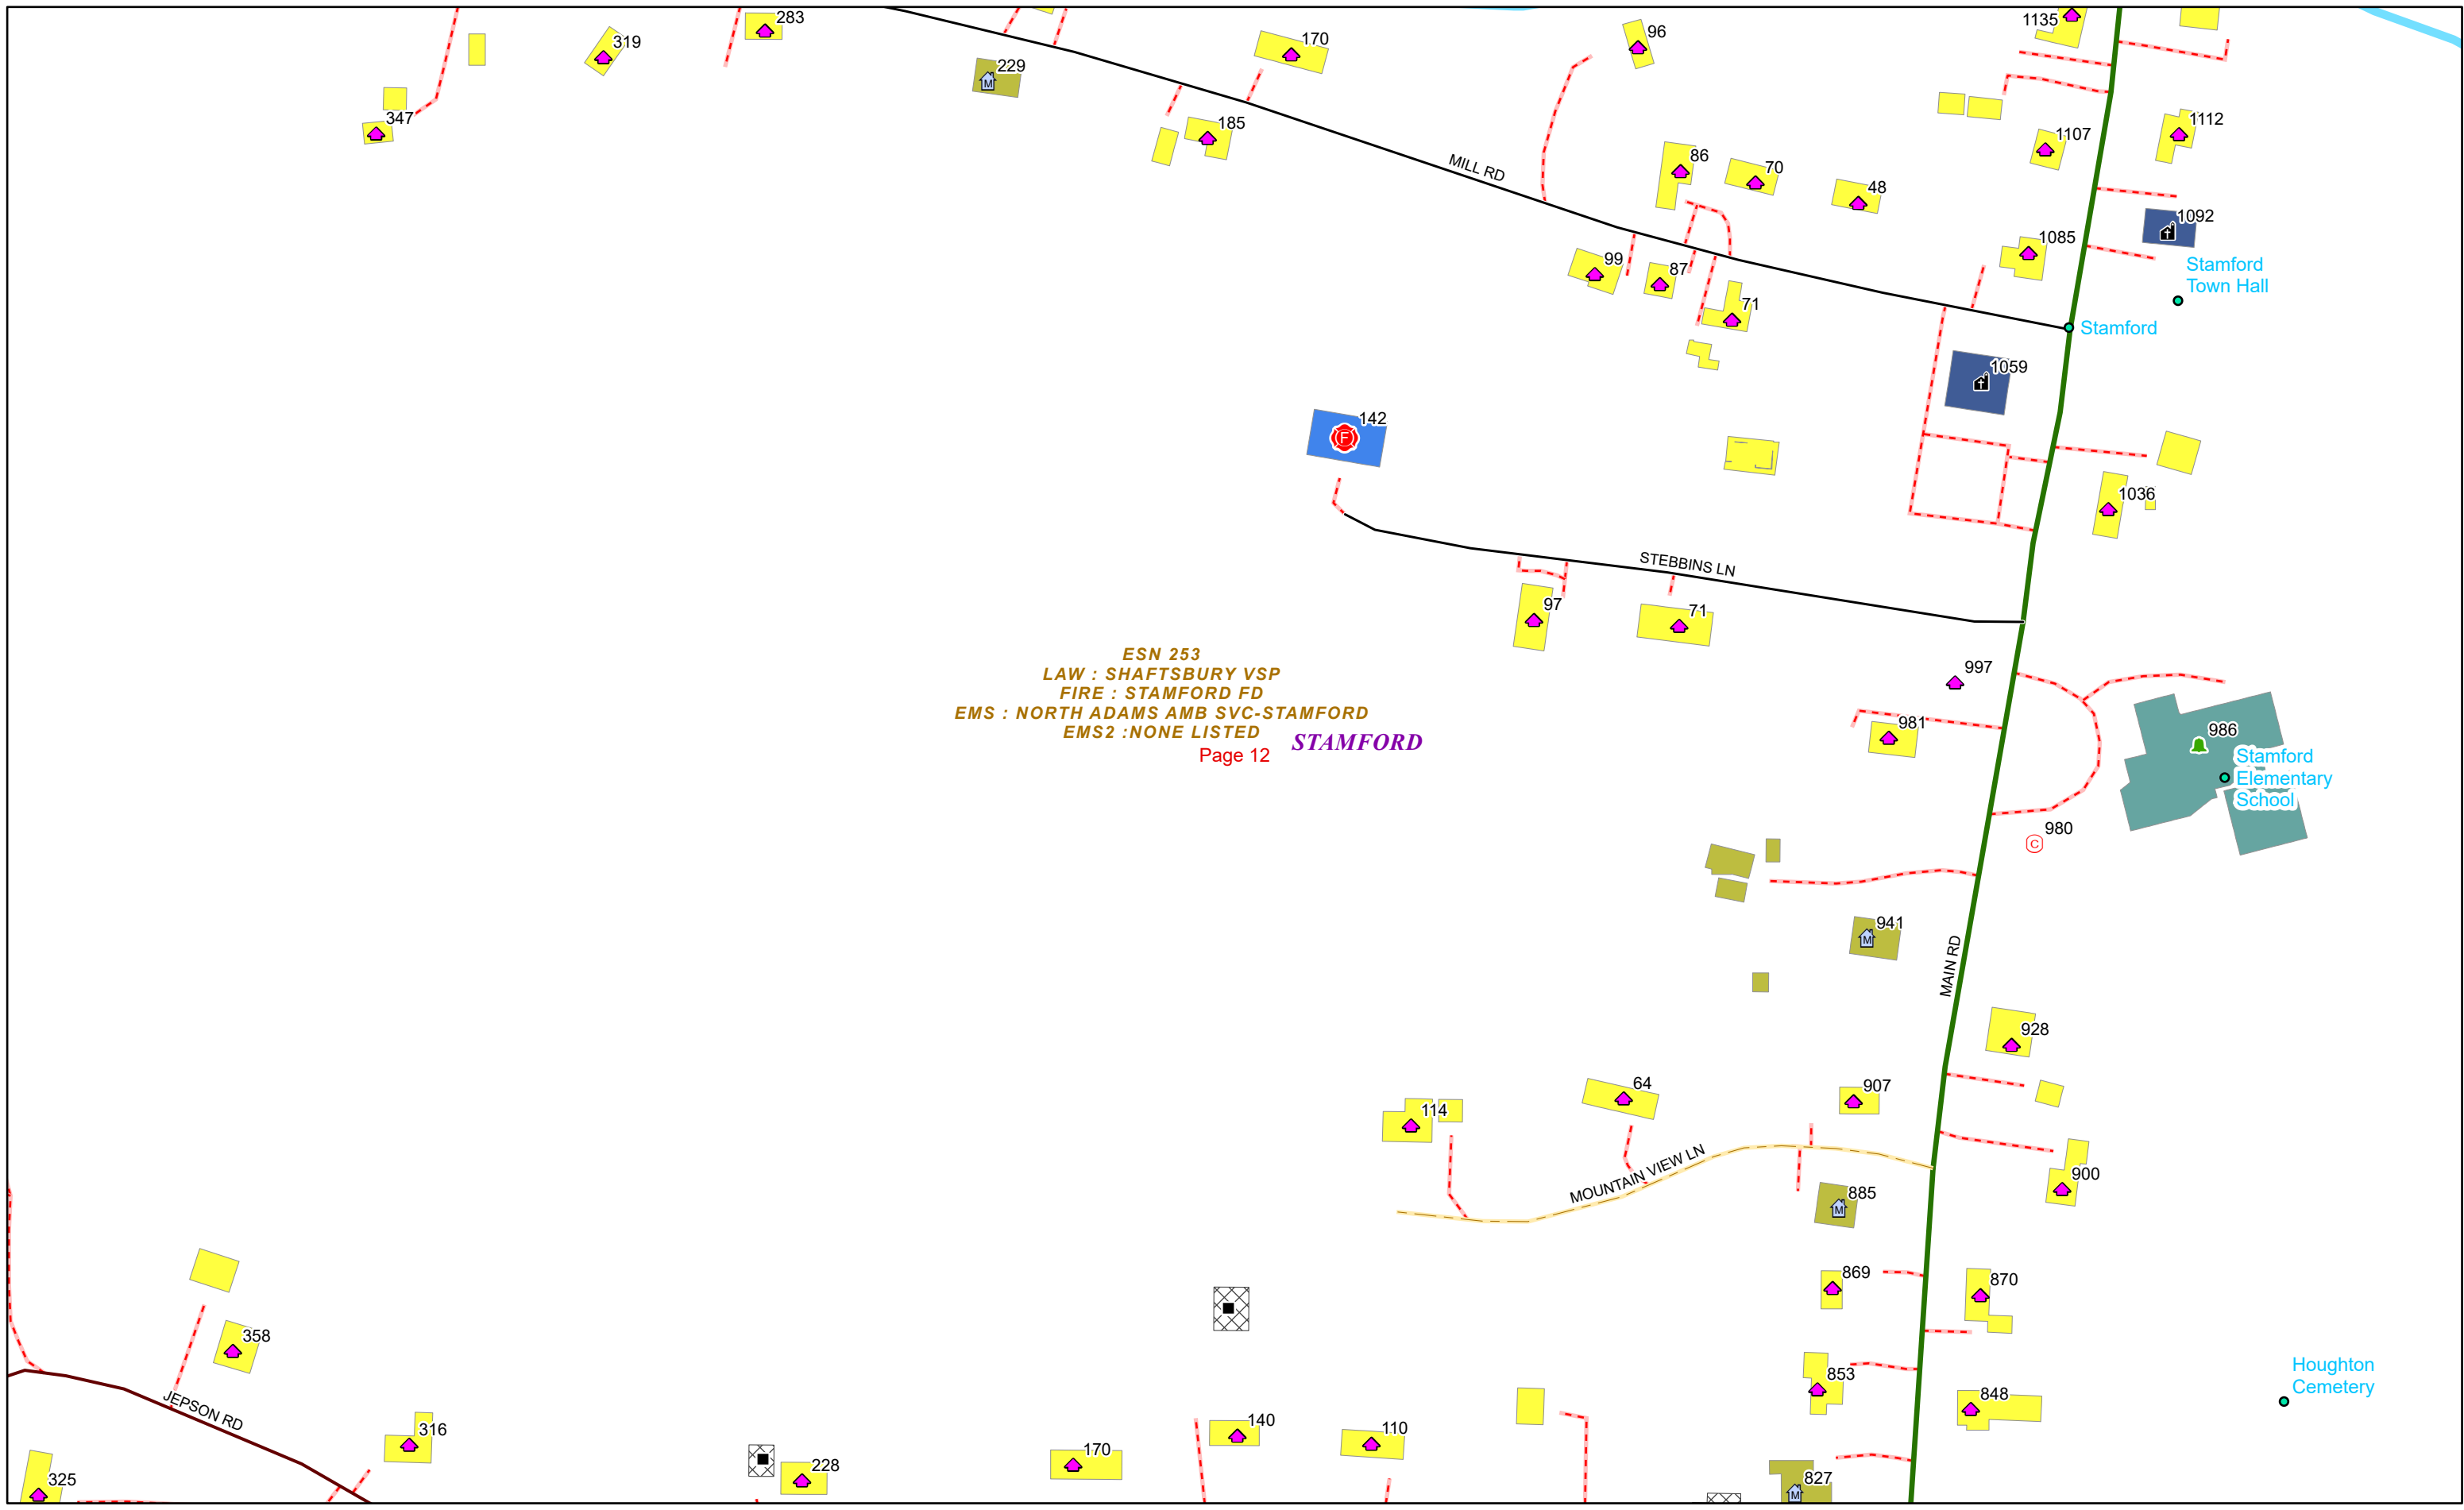 283
1135
319
170
96
229
347
185
1112
1107
MILL RD
86
70
48
1092
1085
99
87
Stamford
Town Hall
71
Stamford
1059
142
F
1036
STEBBINS LN
97
71
ESN 253
LAW : SHAFTSBURY VSP
FIRE : STAMFORD FD
EMS : NORTH ADAMS AMB SVC-STAMFORD
EMS2 :NONE LISTED
STAMFORD
Page 12
997
981
986
Stamford
Elementary
School
980
C
941
M
MAIN RD
928
64
907
114
MOUNTAIN VIEW LN
900
885
M
869
870
358
Houghton
Cemetery
853
848
JEPSON RD
316
140
110
170
228
325
827
M
M